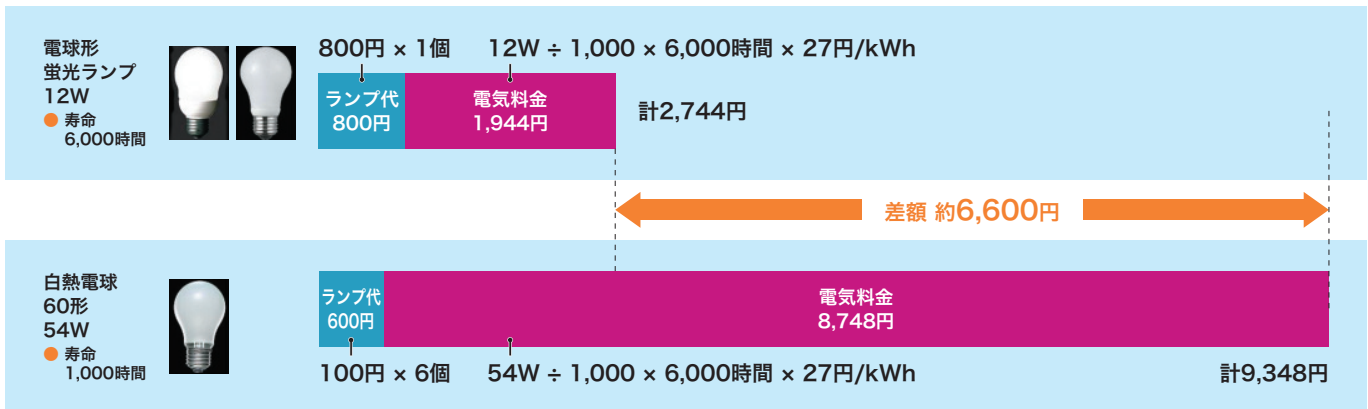 電球形
蛍光ランプ
12W
● 寿命
6,000時間
800円 × 1個
12W ÷ 1,000 × 6,000時間 × 27円/kWh
ランプ代
800円
電気料金
1,944円
計2,744円
差額 約6,600円
白熱電球
60形
54W
● 寿命
1,000時間
ランプ代
600円
電気料金
8,748円
100円 × 6個
54W ÷ 1,000 × 6,000時間 × 27円/kWh
計9,348円